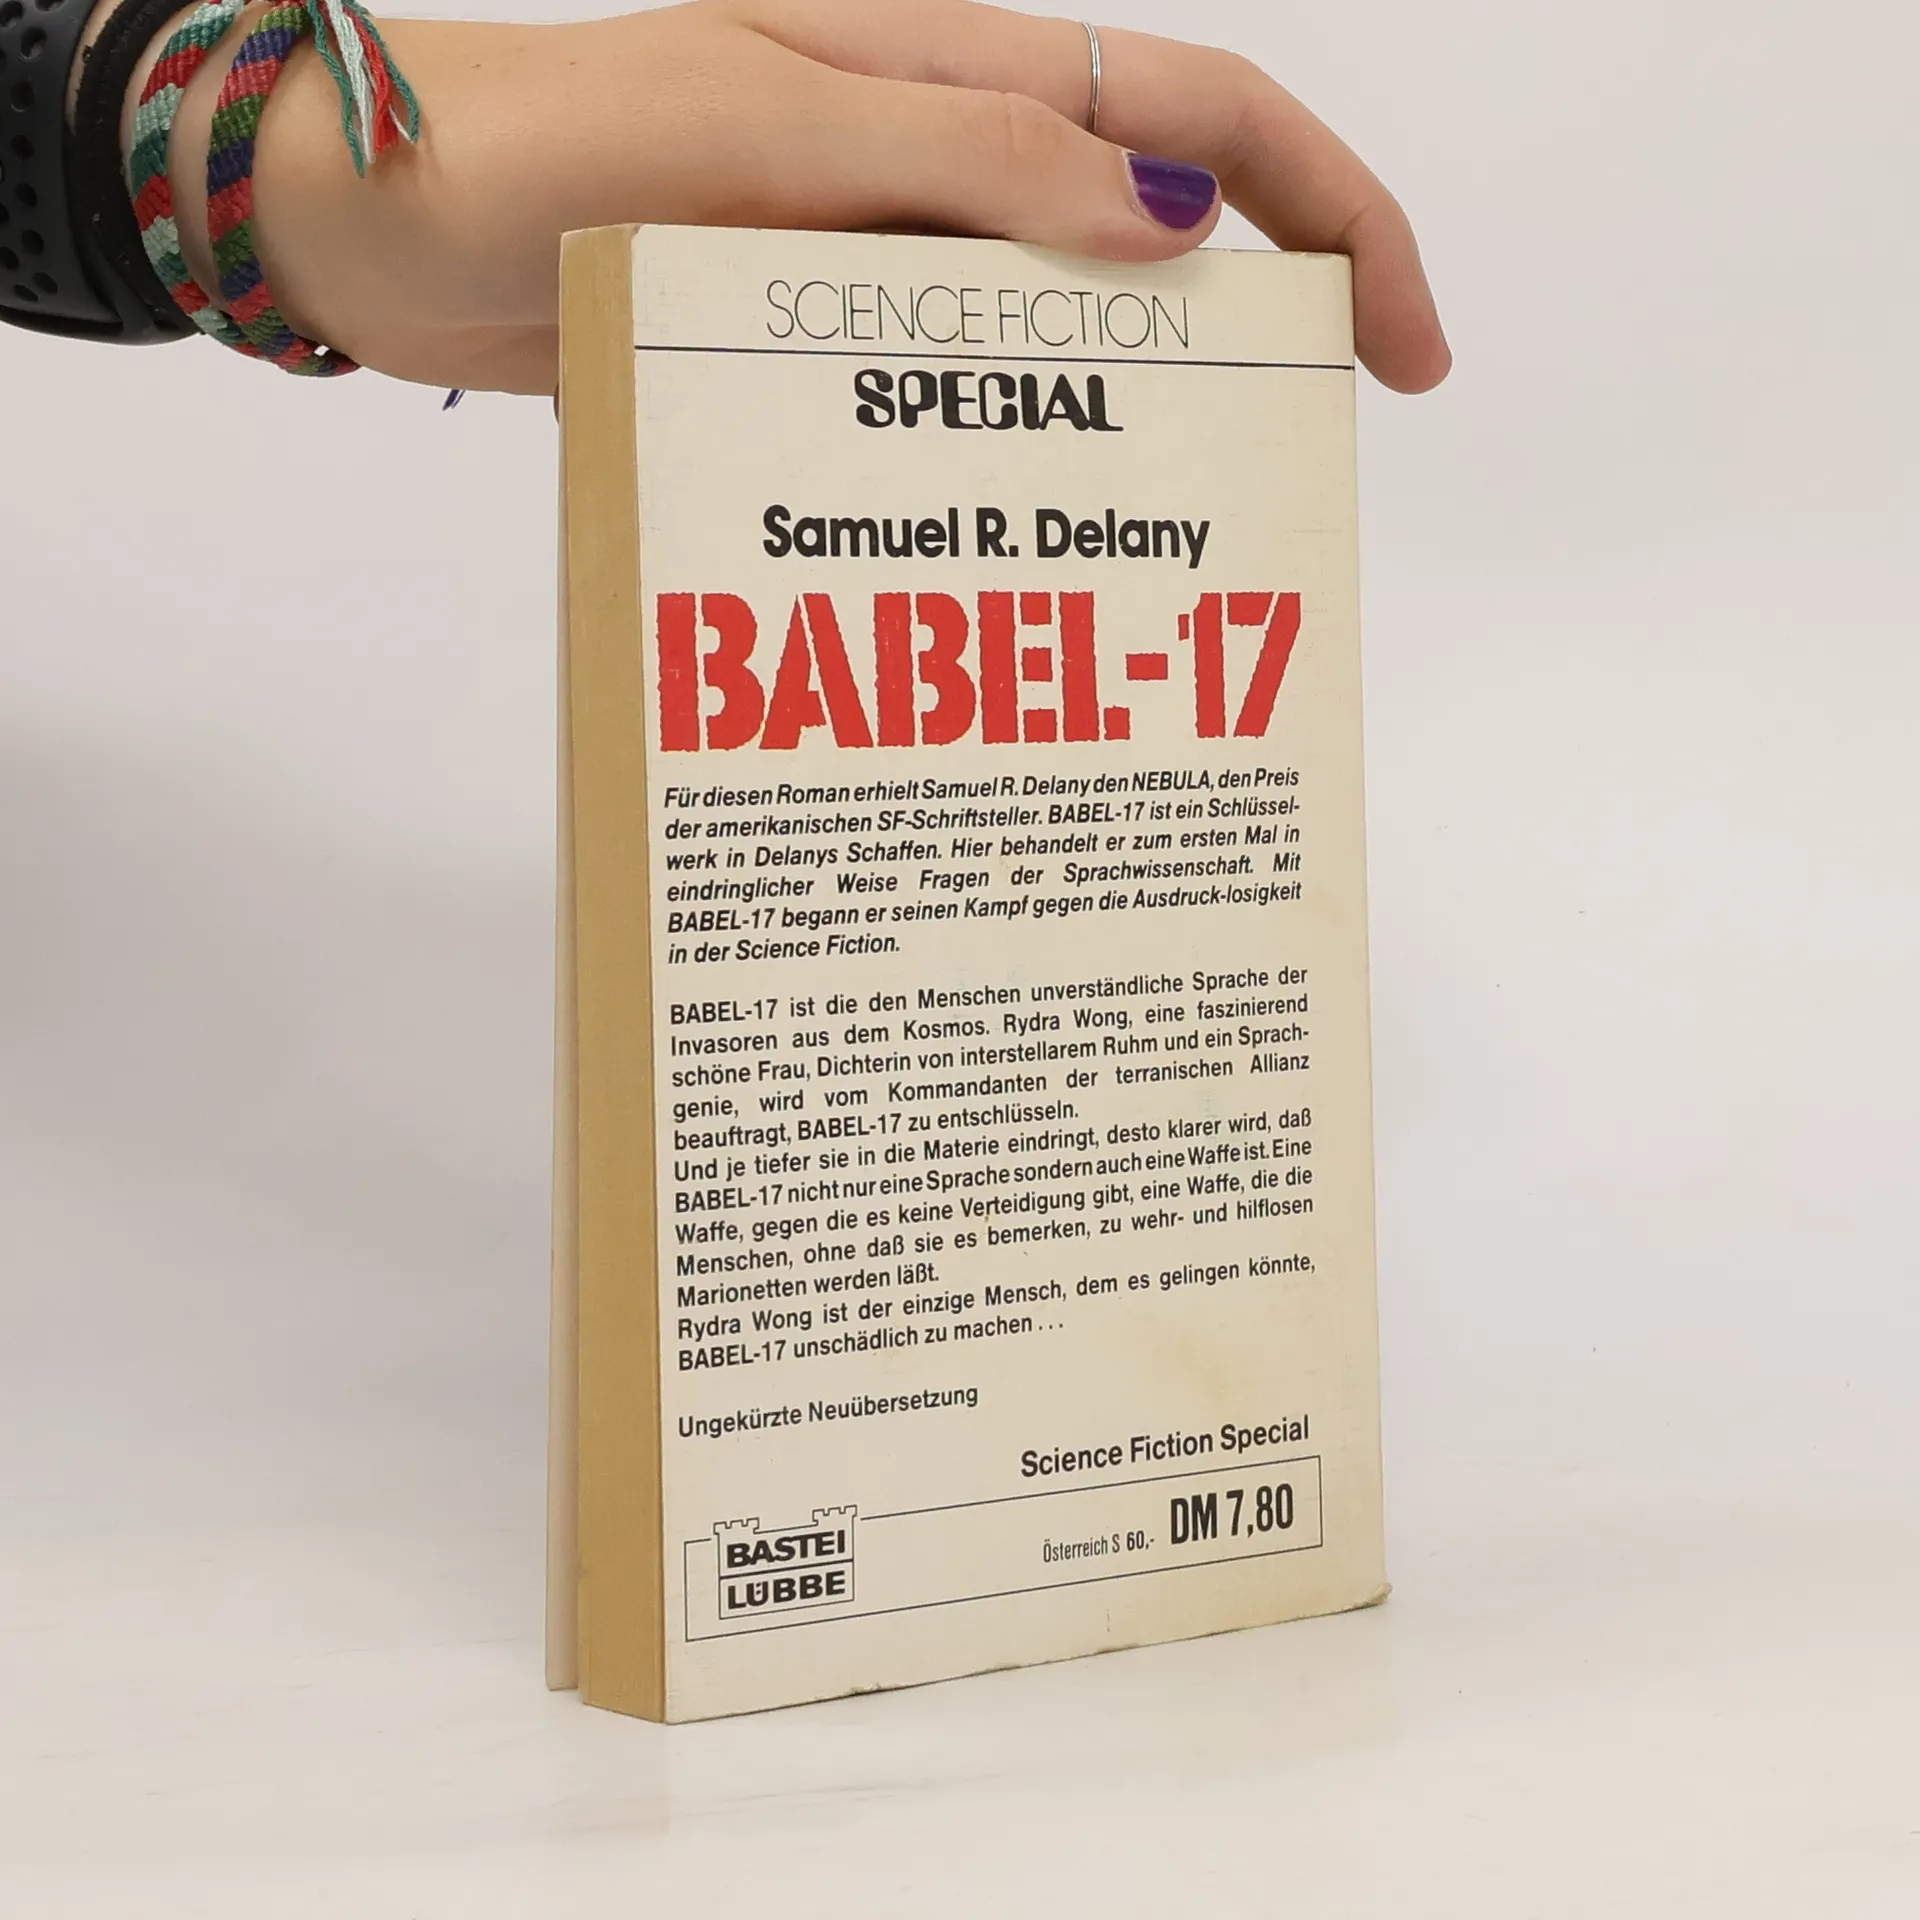 SCIENCE FICTION
SPECIAL
Samuel R. Delany
BABEL-17
Für diesen Roman erhielt Samuel R. Delany den NEBULA, den Preis
der amerikanischen SF-Schriftsteller. BABEL-17 ist ein Schlüssel-
werk in Delanys Schaffen. Hier behandelt er zum ersten Mal in
eindringlicher Weise Fragen der Sprachwissenschaft. Mit
BABEL-17 begann er seinen Kampf gegen die Ausdruck-losigkeit
in der Science Fiction.
BABEL-17 ist die den Menschen unverständliche Sprache der
Invasoren aus dem Kosmos. Rydra Wong, eine faszinierend
schöne Frau, Dichterin von interstellarem Ruhm und ein Sprach-
genie, wird vom Kommandanten der terranischen Allianz
beauftragt, BABEL-17 zu entschlüsseln.
Und je tiefer sie in die Materie eindringt, desto klarer wird, daß
BABEL-17 nicht nur eine Sprache sondern auch eine Waffe ist. Eine
Waffe, gegen die es keine Verteidigung gibt, eine Waffe, die die
Menschen, ohne daß sie es bemerken, zu wehr- und hilflosen
Marionetten werden läßt.
Rydra Wong ist der einzige Mensch, dem es gelingen könnte,
BABEL-17 unschädlich zu machen . . .
Ungekürzte Neuübersetzung
Science Fiction Special
BASTEI
LÜBBE
Österreich S 60,- DM 7,80